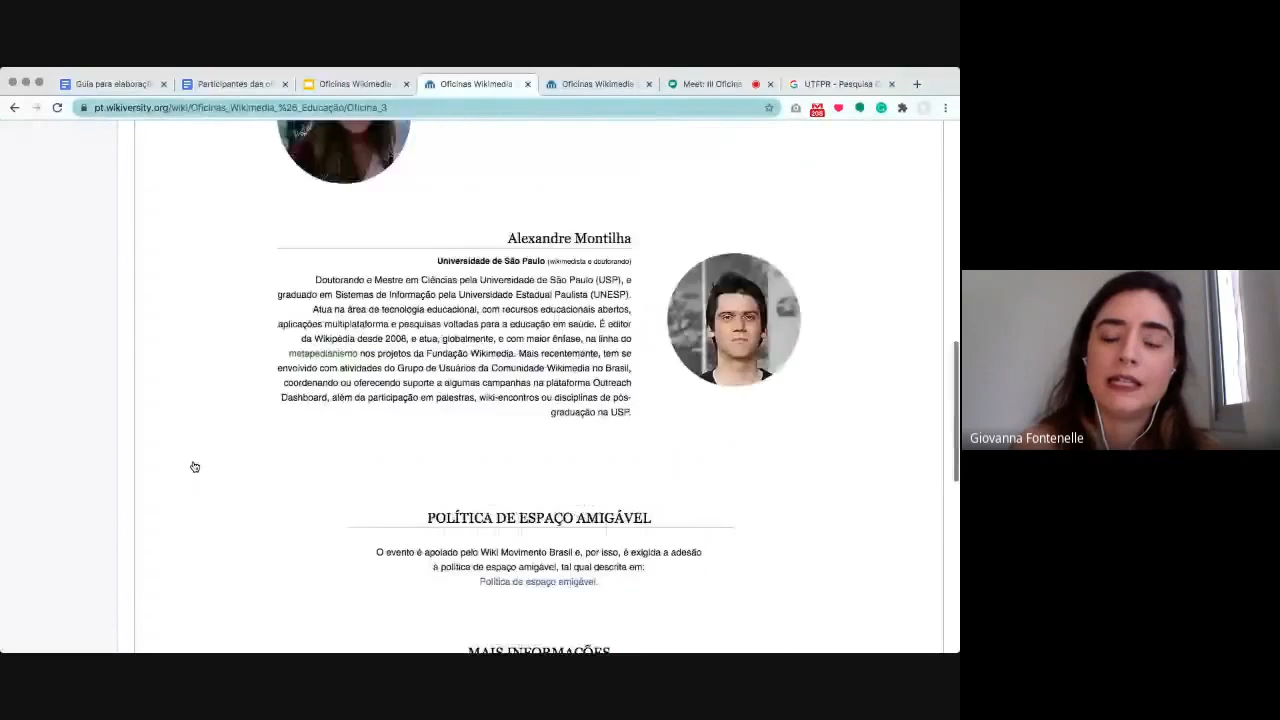 Guia para elaboraçã
Participantes das of
Oficinas Wikimedia
Oficinas Wikimedia
Oficinas Wikimedia
Meet: III Oficina
UTFPR - Pesquisa G
pt.wikiversity.org/wiki/Oficinas_Wikimedia_%26_Educação/Oficina_3
208
Alexandre Montilha
Universidade de São Paulo (wikimedista e doutorando)
Doutorando e Mestre em Ciências pela Universidade de São Paulo (USP), e
graduado em Sistemas de Informação pela Universidade Estadual Paulista (UNESP).
Atua na área de tecnologia educacional, com recursos educacionais abertos,
aplicações multiplataforma e pesquisas voltadas para a educação em saúde. É editor
da Wikipédia desde 2008, e atua, globalmente, e com maior ênfase, na linha do
metapedianismo nos projetos da Fundação Wikimedia. Mais recentemente, tem se
envolvido com atividades do Grupo de Usuários da Comunidade Wikimedia no Brasil,
coordenando ou oferecendo suporte a algumas campanhas na plataforma Outreach
Dashboard, além da participação em palestras, wiki-encontros ou disciplinas de pós-
graduação na USP.
Giovanna Fontenelle
POLÍTICA DE ESPAÇO AMIGÁVEL
O evento é apoiado pelo Wiki Movimento Brasil e, por isso, é exigida a adesão
à política de espaço amigável, tal qual descrita em:
Política de espaço amigável.
MAIS INFORMAÇÕES